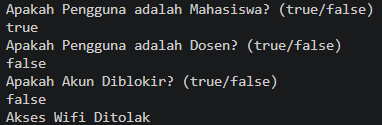 Apakah Pengguna adalah Mahasiswa? (true/false)
true
Apakah Pengguna adalah Dosen? (true/false)
false
Apakah Akun Diblokir? (true/false)
false
Akses Wifi Ditolak